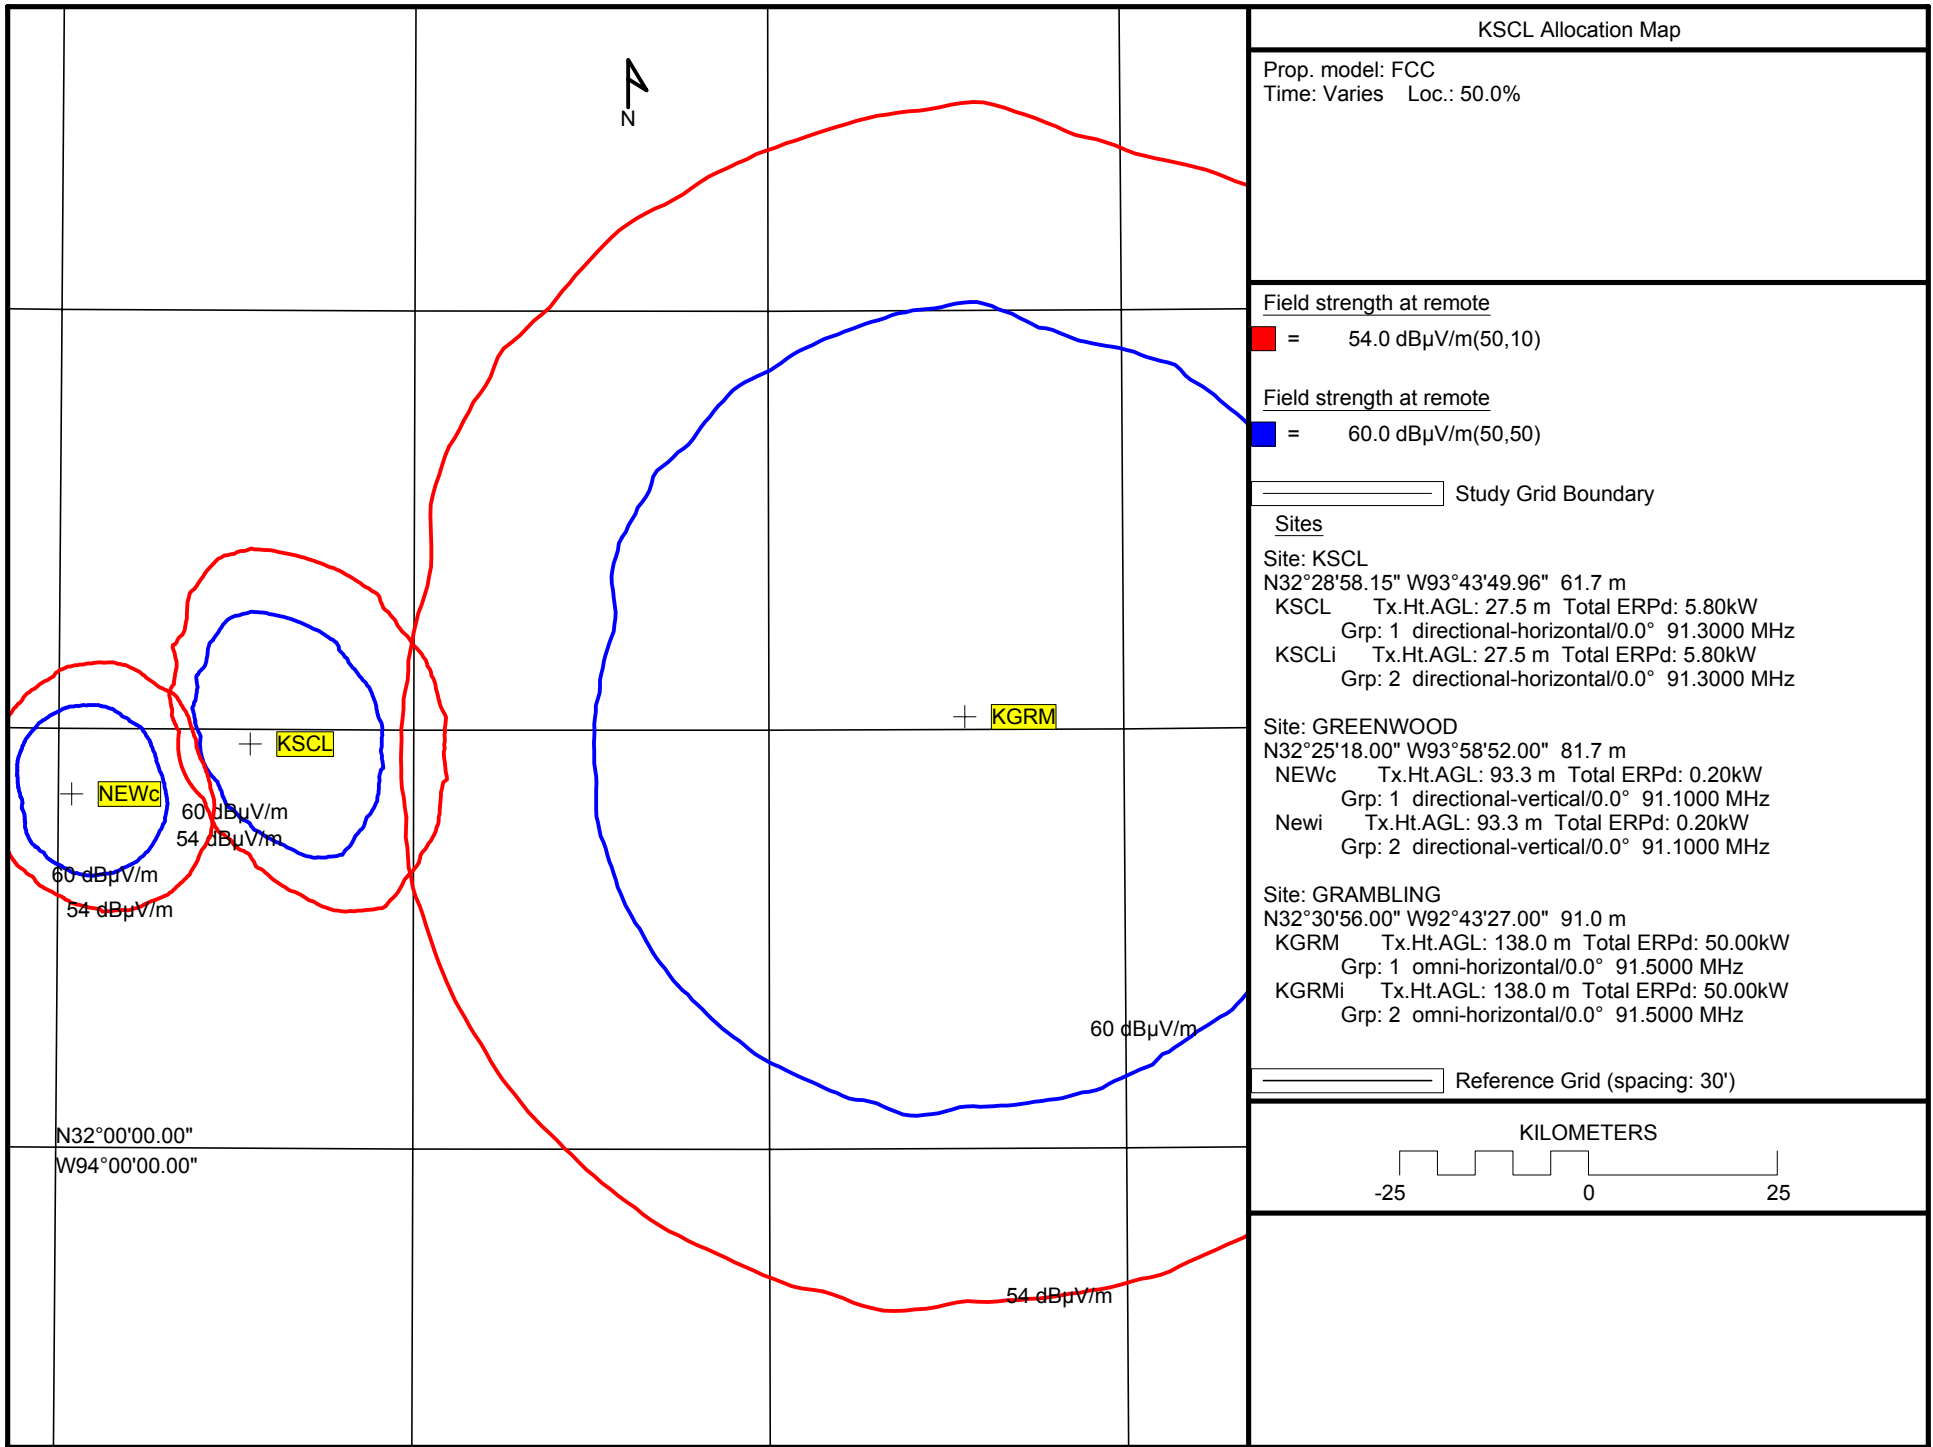 KSCL Allocation Map
Prop. model: FCC
Time: Varies Loc.: 50.0%
Field strength at remote
= 54.0 dBµV/m(50,10)
Field strength at remote
= 60.0 dBµV/m(50,50)
Study Grid Boundary
Sites
Site: KSCL
N32°28'58.15" W93°43'49.96" 61.7 m
KSCL Tx.Ht.AGL: 27.5 m Total ERPd: 5.80kW
Grp: 1 directional-horizontal/0.0° 91.3000 MHz
KSCLi Tx.Ht.AGL: 27.5 m Total ERPd: 5.80kW
Grp: 2 directional-horizontal/0.0° 91.3000 MHz
Site: GREENWOOD
N32°25'18.00" W93°58'52.00" 81.7 m
NEWc Tx.Ht.AGL: 93.3 m Total ERPd: 0.20kW
Grp: 1 directional-vertical/0.0° 91.1000 MHz
Newi Tx.Ht.AGL: 93.3 m Total ERPd: 0.20kW
Grp: 2 directional-vertical/0.0° 91.1000 MHz
Site: GRAMBLING
N32°30'56.00" W92°43'27.00" 91.0 m
KGRM Tx.Ht.AGL: 138.0 m Total ERPd: 50.00kW
Grp: 1 omni-horizontal/0.0° 91.5000 MHz
KGRMi Tx.Ht.AGL: 138.0 m Total ERPd: 50.00kW
Grp: 2 omni-horizontal/0.0° 91.5000 MHz
Reference Grid (spacing: 30')
KILOMETERS
-25 0 25
N
KGRM
KSCL
NEWc
60 dBµV/m
54 dBµV/m
60 dBµV/m
54 dBµV/m
60 dBµV/m
N32°00'00.00"
W94°00'00.00"
54 dBµV/m